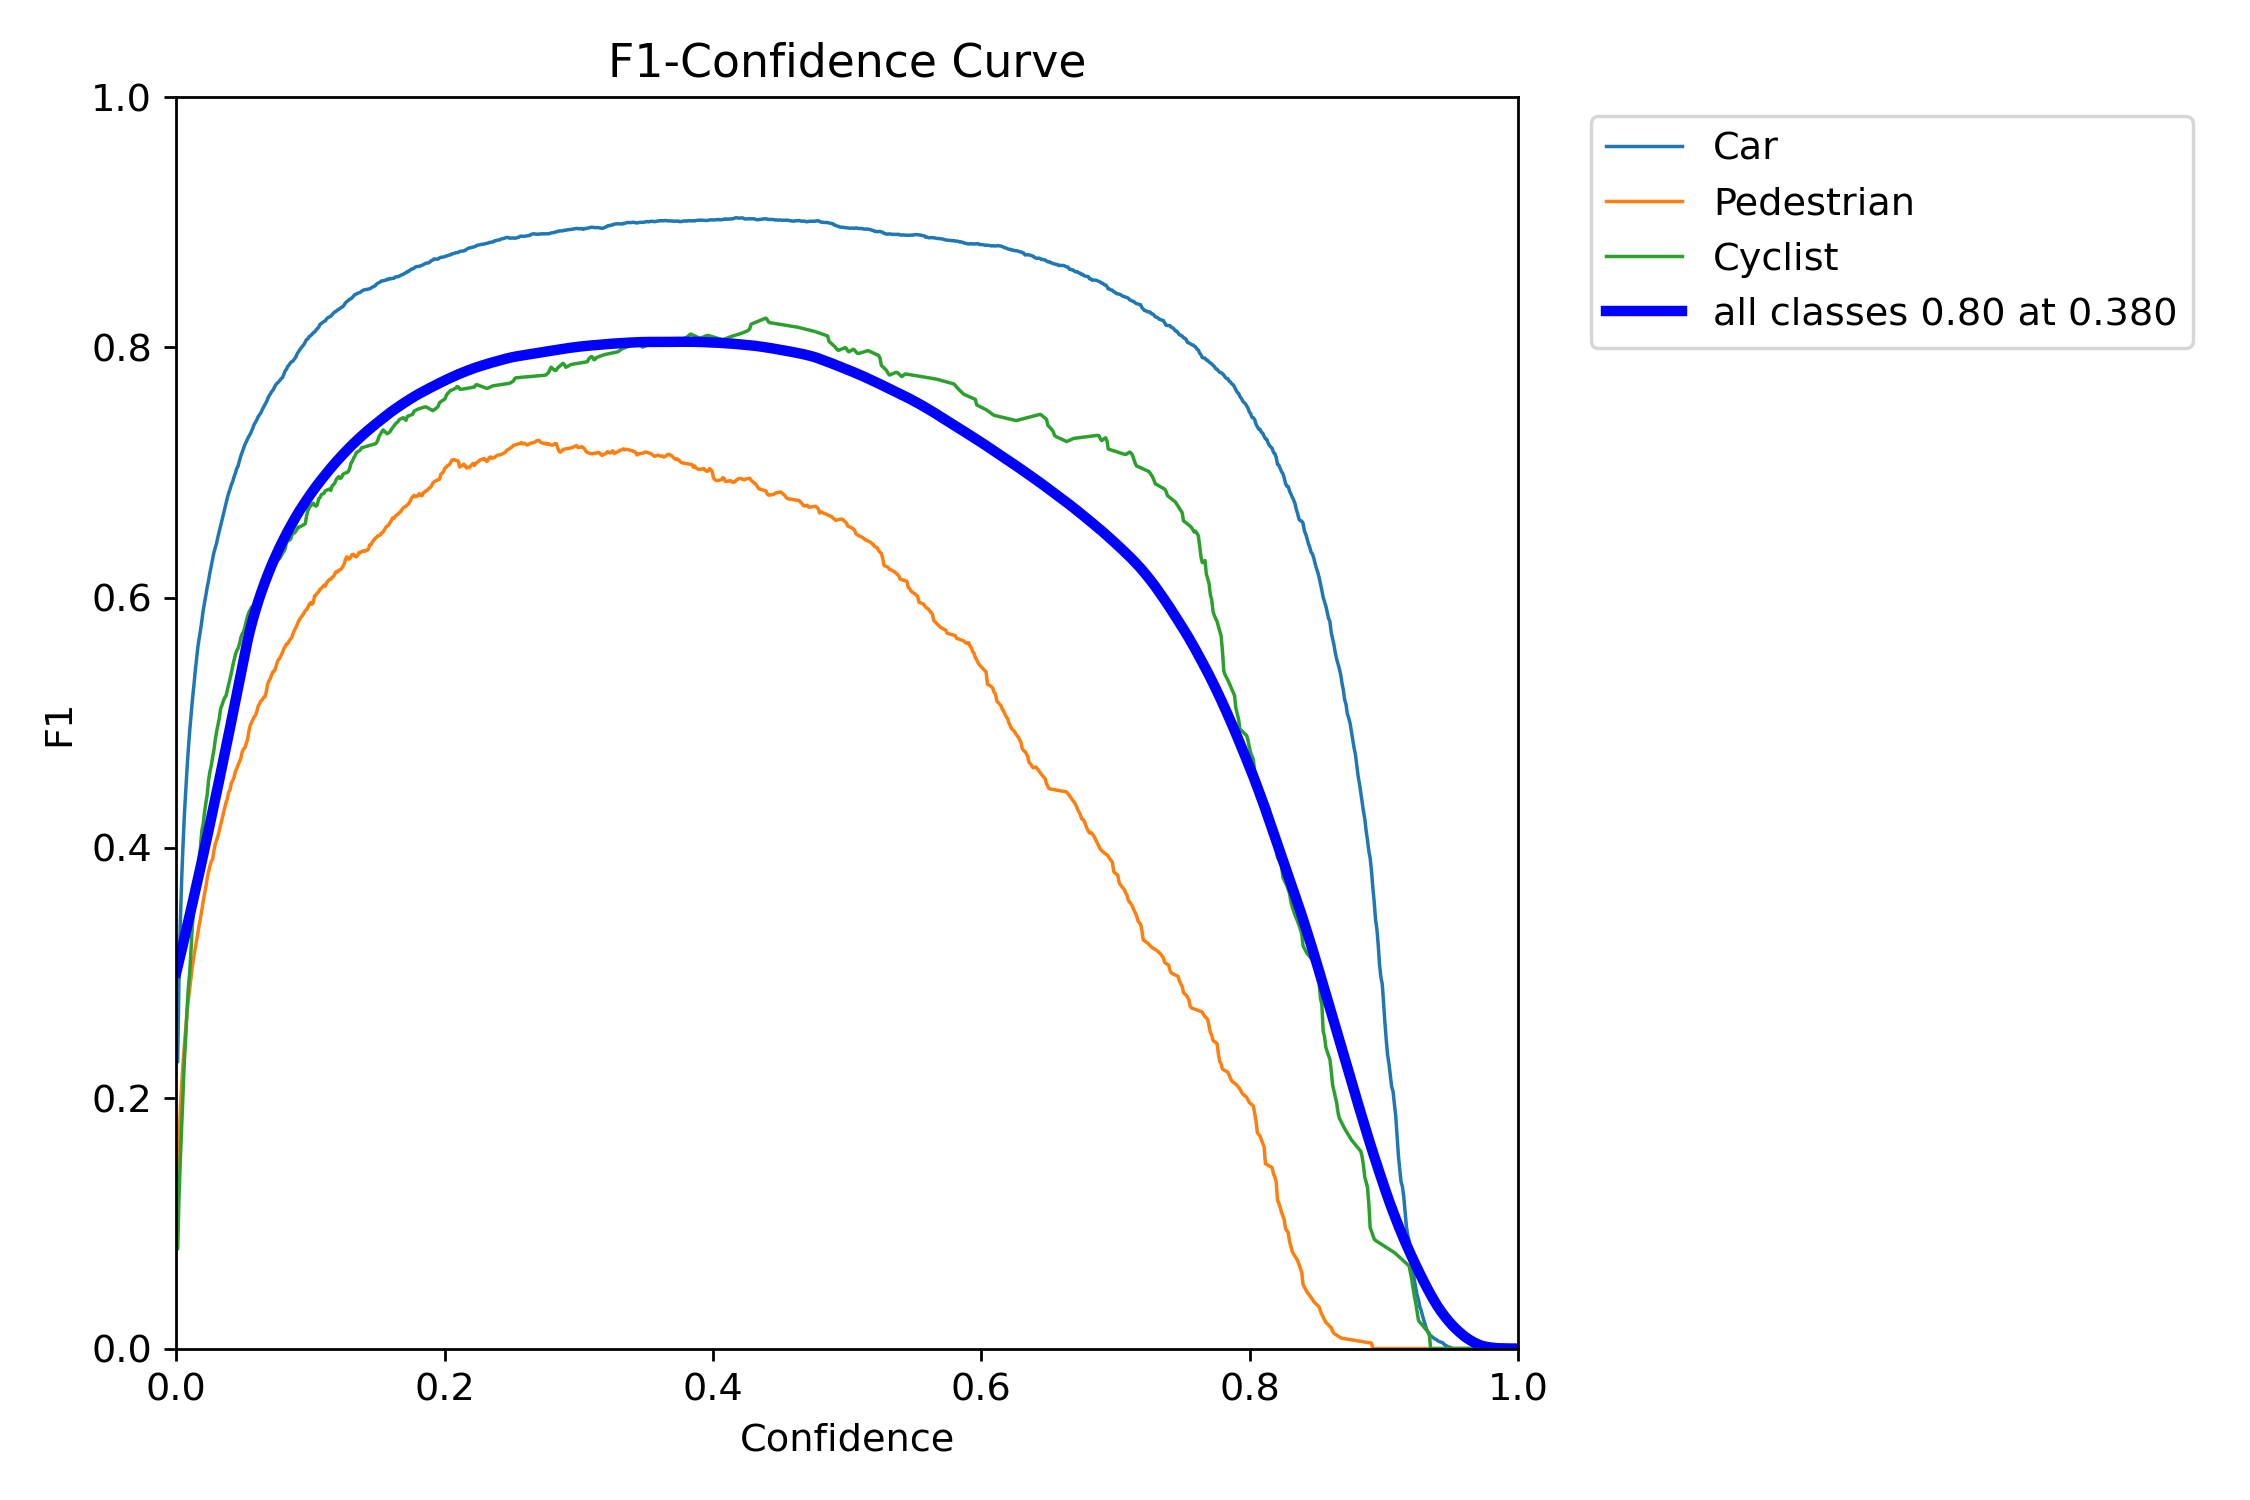 F1-Confidence Curve
1.0
0.8
0.6
0.4
0.2
0.0
F1
0.0 0.2 0.4 0.6 0.8 1.0
Confidence
Car
Pedestrian
Cyclist
all classes 0.80 at 0.380